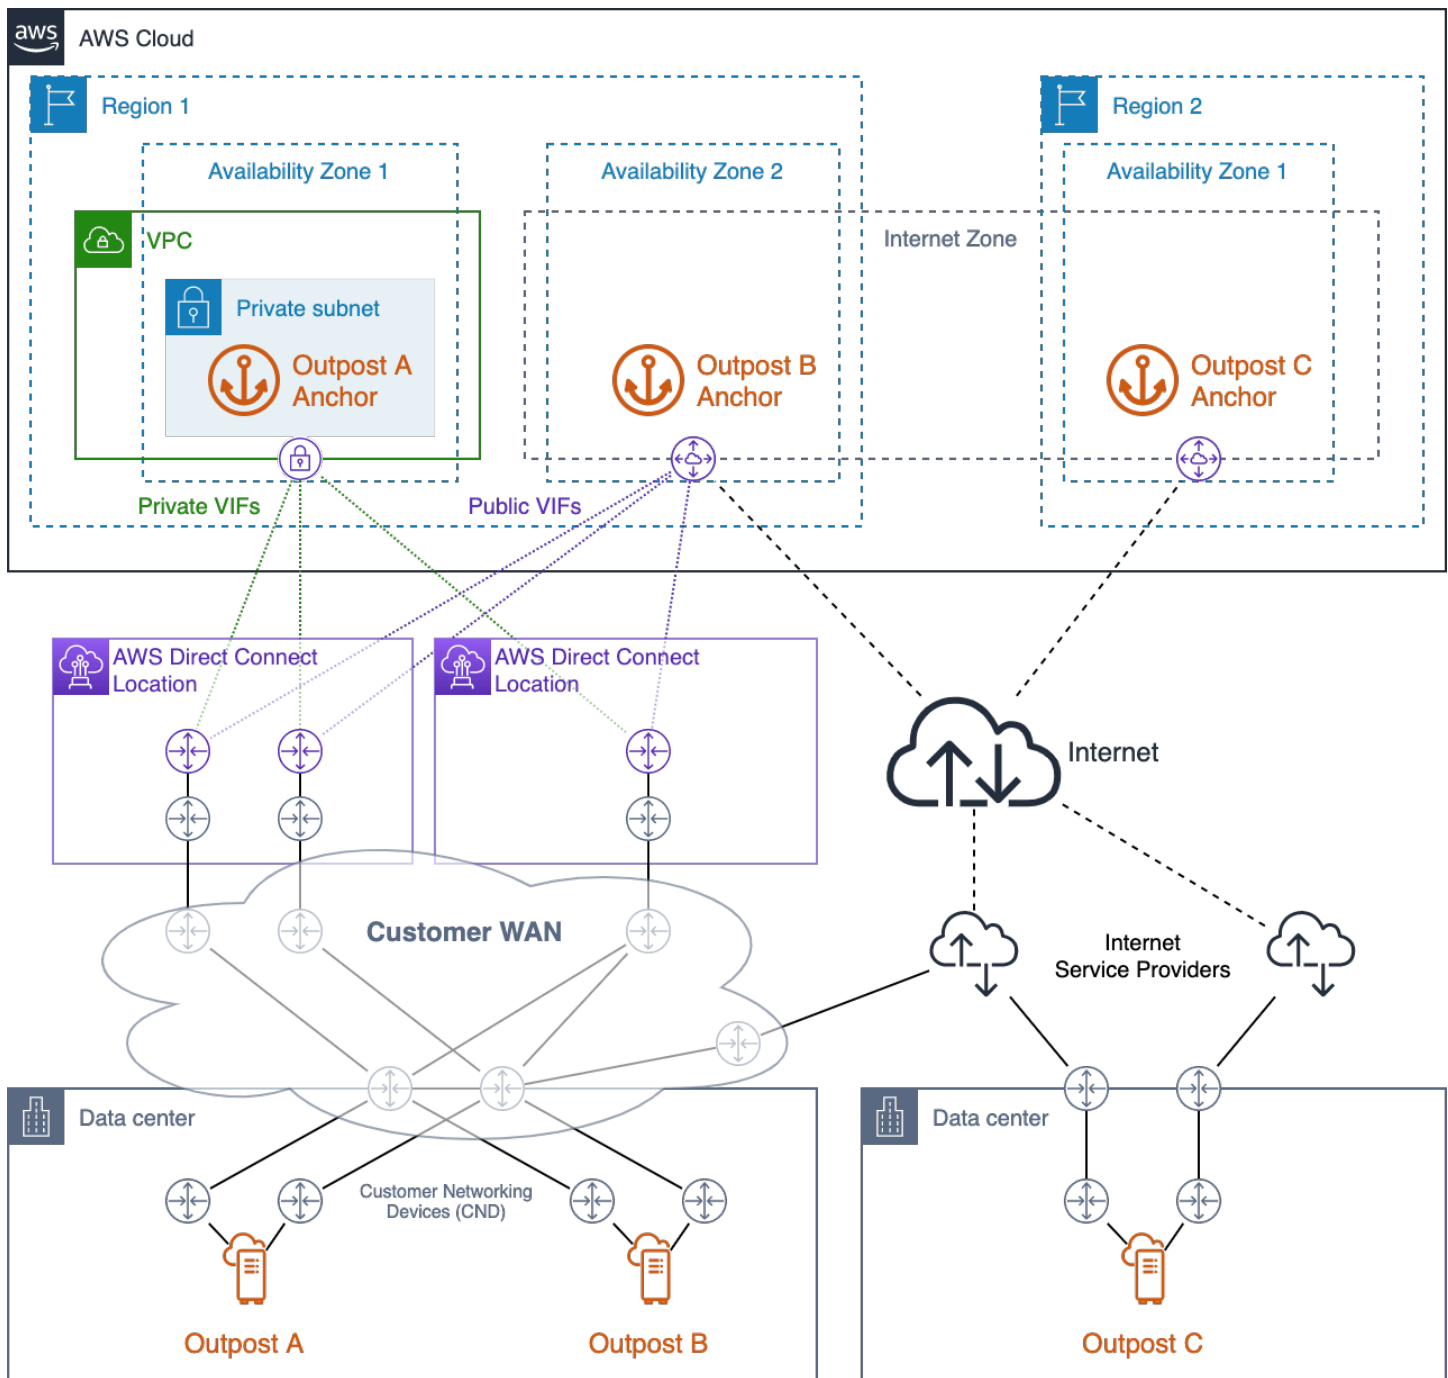 aws
AWS Cloud
Region 1
Region 2
Availability Zone 1
Availability Zone 2
Availability Zone 1
VPC
Internet Zone
Private subnet
Outpost A
Anchor
Outpost B
Anchor
Outpost C
Anchor
Private VIFs
Public VIFs
AWS Direct Connect
Location
AWS Direct Connect
Location
Internet
Customer WAN
Internet
Service Providers
Data center
Data center
Customer Networking
Devices (CND)
Outpost A
Outpost B
Outpost C